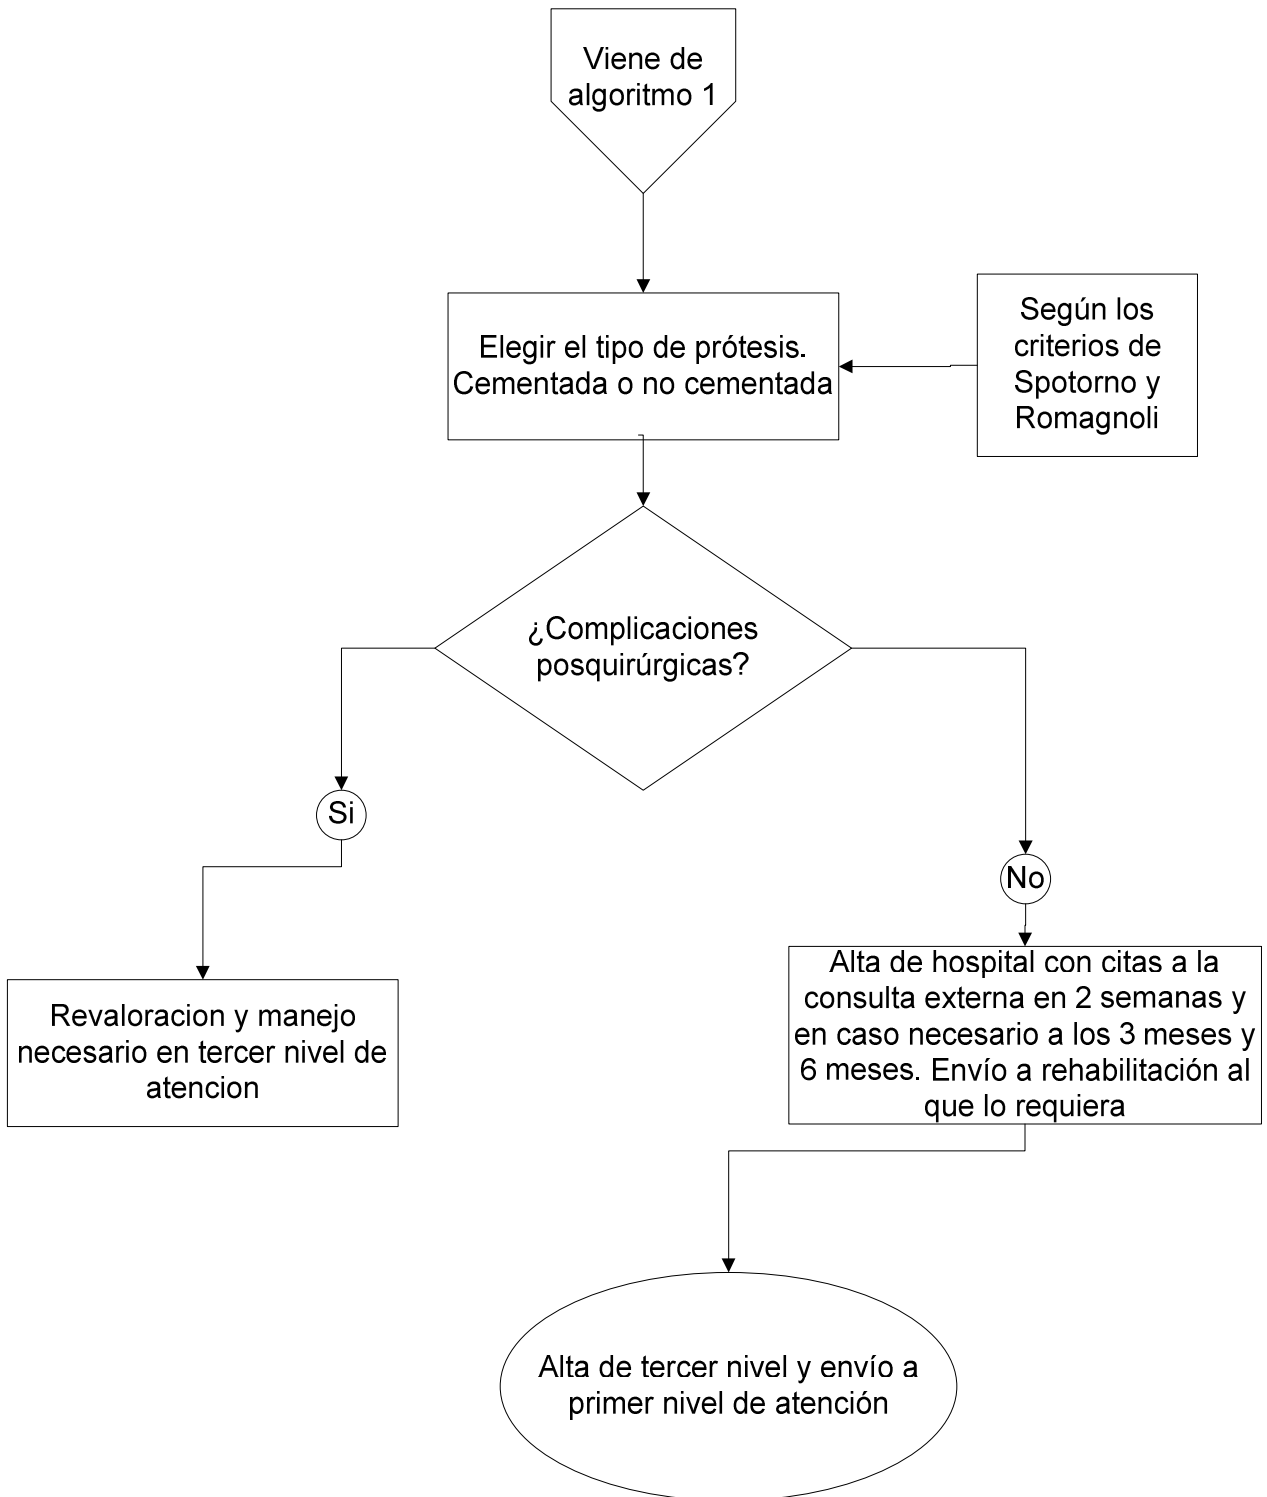 Viene de
algoritmo 1
Elegir el tipo de prótesis.
Cementada o no cementada
Según los
criterios de
Spotorno y
Romagnoli
¿Complicaciones
posquirúrgicas?
Si
No
Revaloracion y manejo
necesario en tercer nivel de
atencion
Alta de hospital con citas a la
consulta externa en 2 semanas y
en caso necesario a los 3 meses y
6 meses. Envío a rehabilitación al
que lo requiera
Alta de tercer nivel y envío a
primer nivel de atención